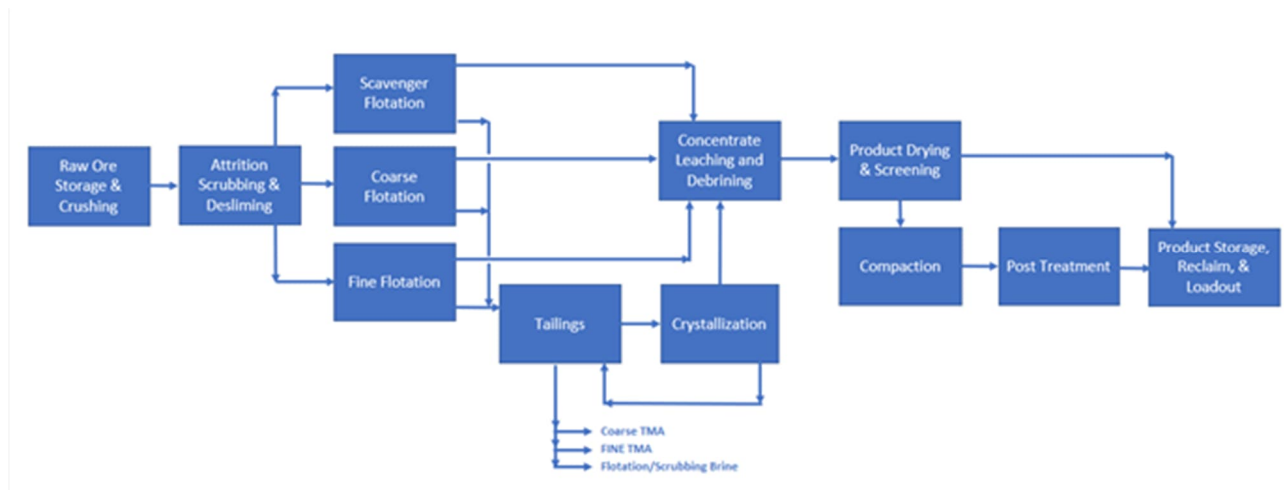 Raw Ore
Storage &
Crushing
Attrition
Scrubbing &
Desliming
Scavenger
Flotation
Coarse
Flotation
Fine Flotation
Tailings
Crystallization
Concentrate
Leaching and
Debrining
Product Drying
& Screening
Compaction
Post Treatment
Product Storage,
Reclaim, &
Loadout
Coarse TMA
FINE TMA
Flotation/Scrubbing Brine